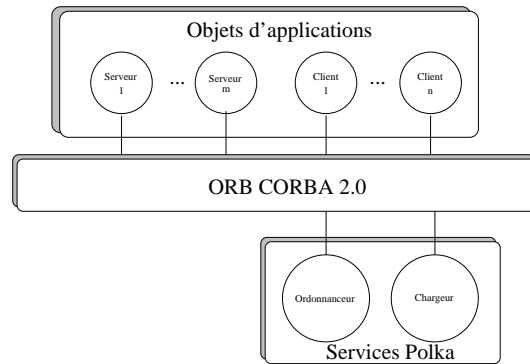 Objets d'applications
Serveur 1 ... Serveur m Client 1 ... Client n
ORB CORBA 2.0
Ordonnanceur Chargeur
Services Polka